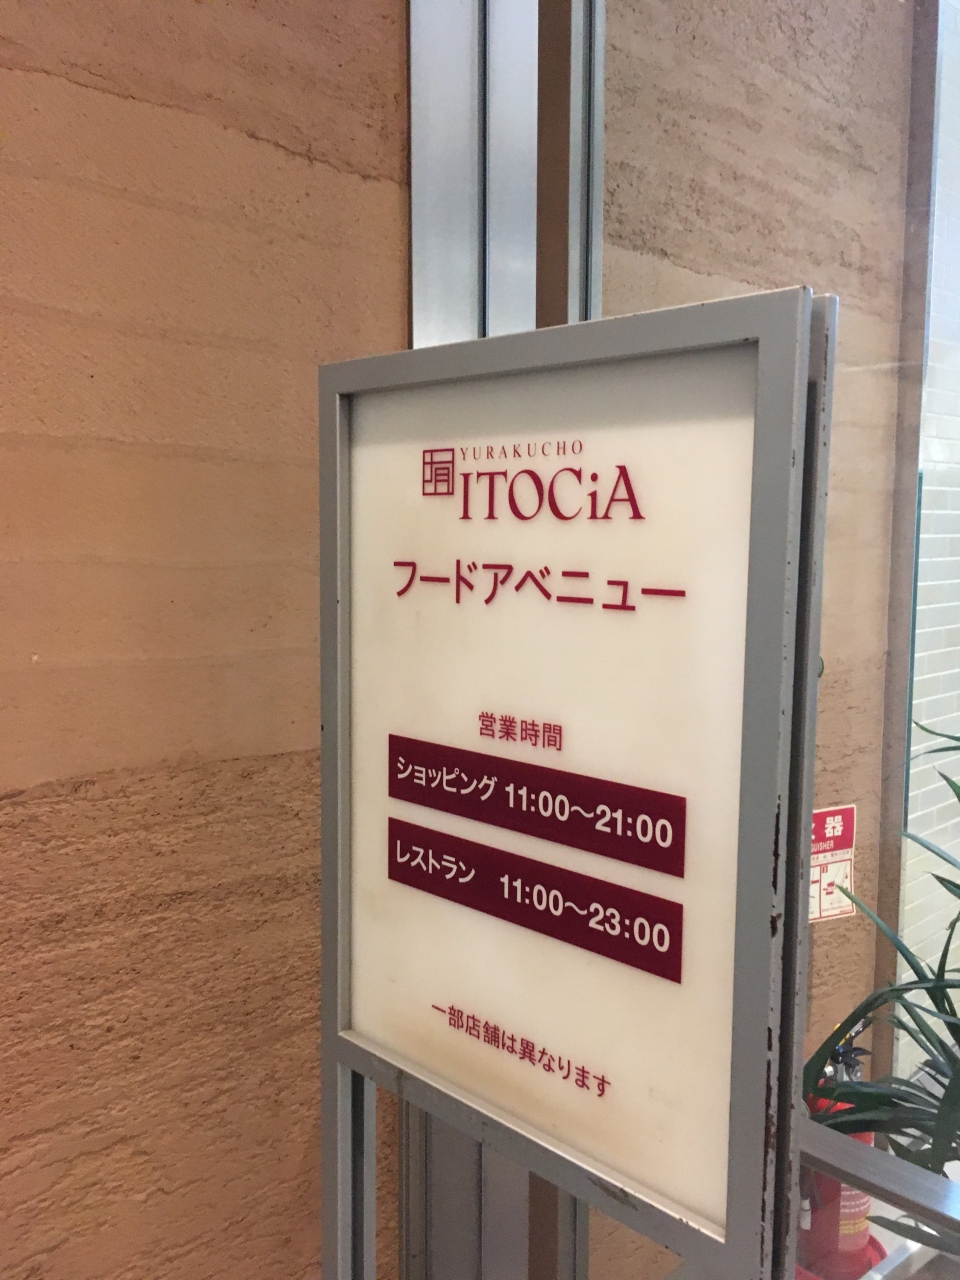 YURAKUCHO
ITOCiA
フードアベニュー
営業時間
ショッピング 11:00～21:00
レストラン 11:00～23:00
一部店舗は異なります
器